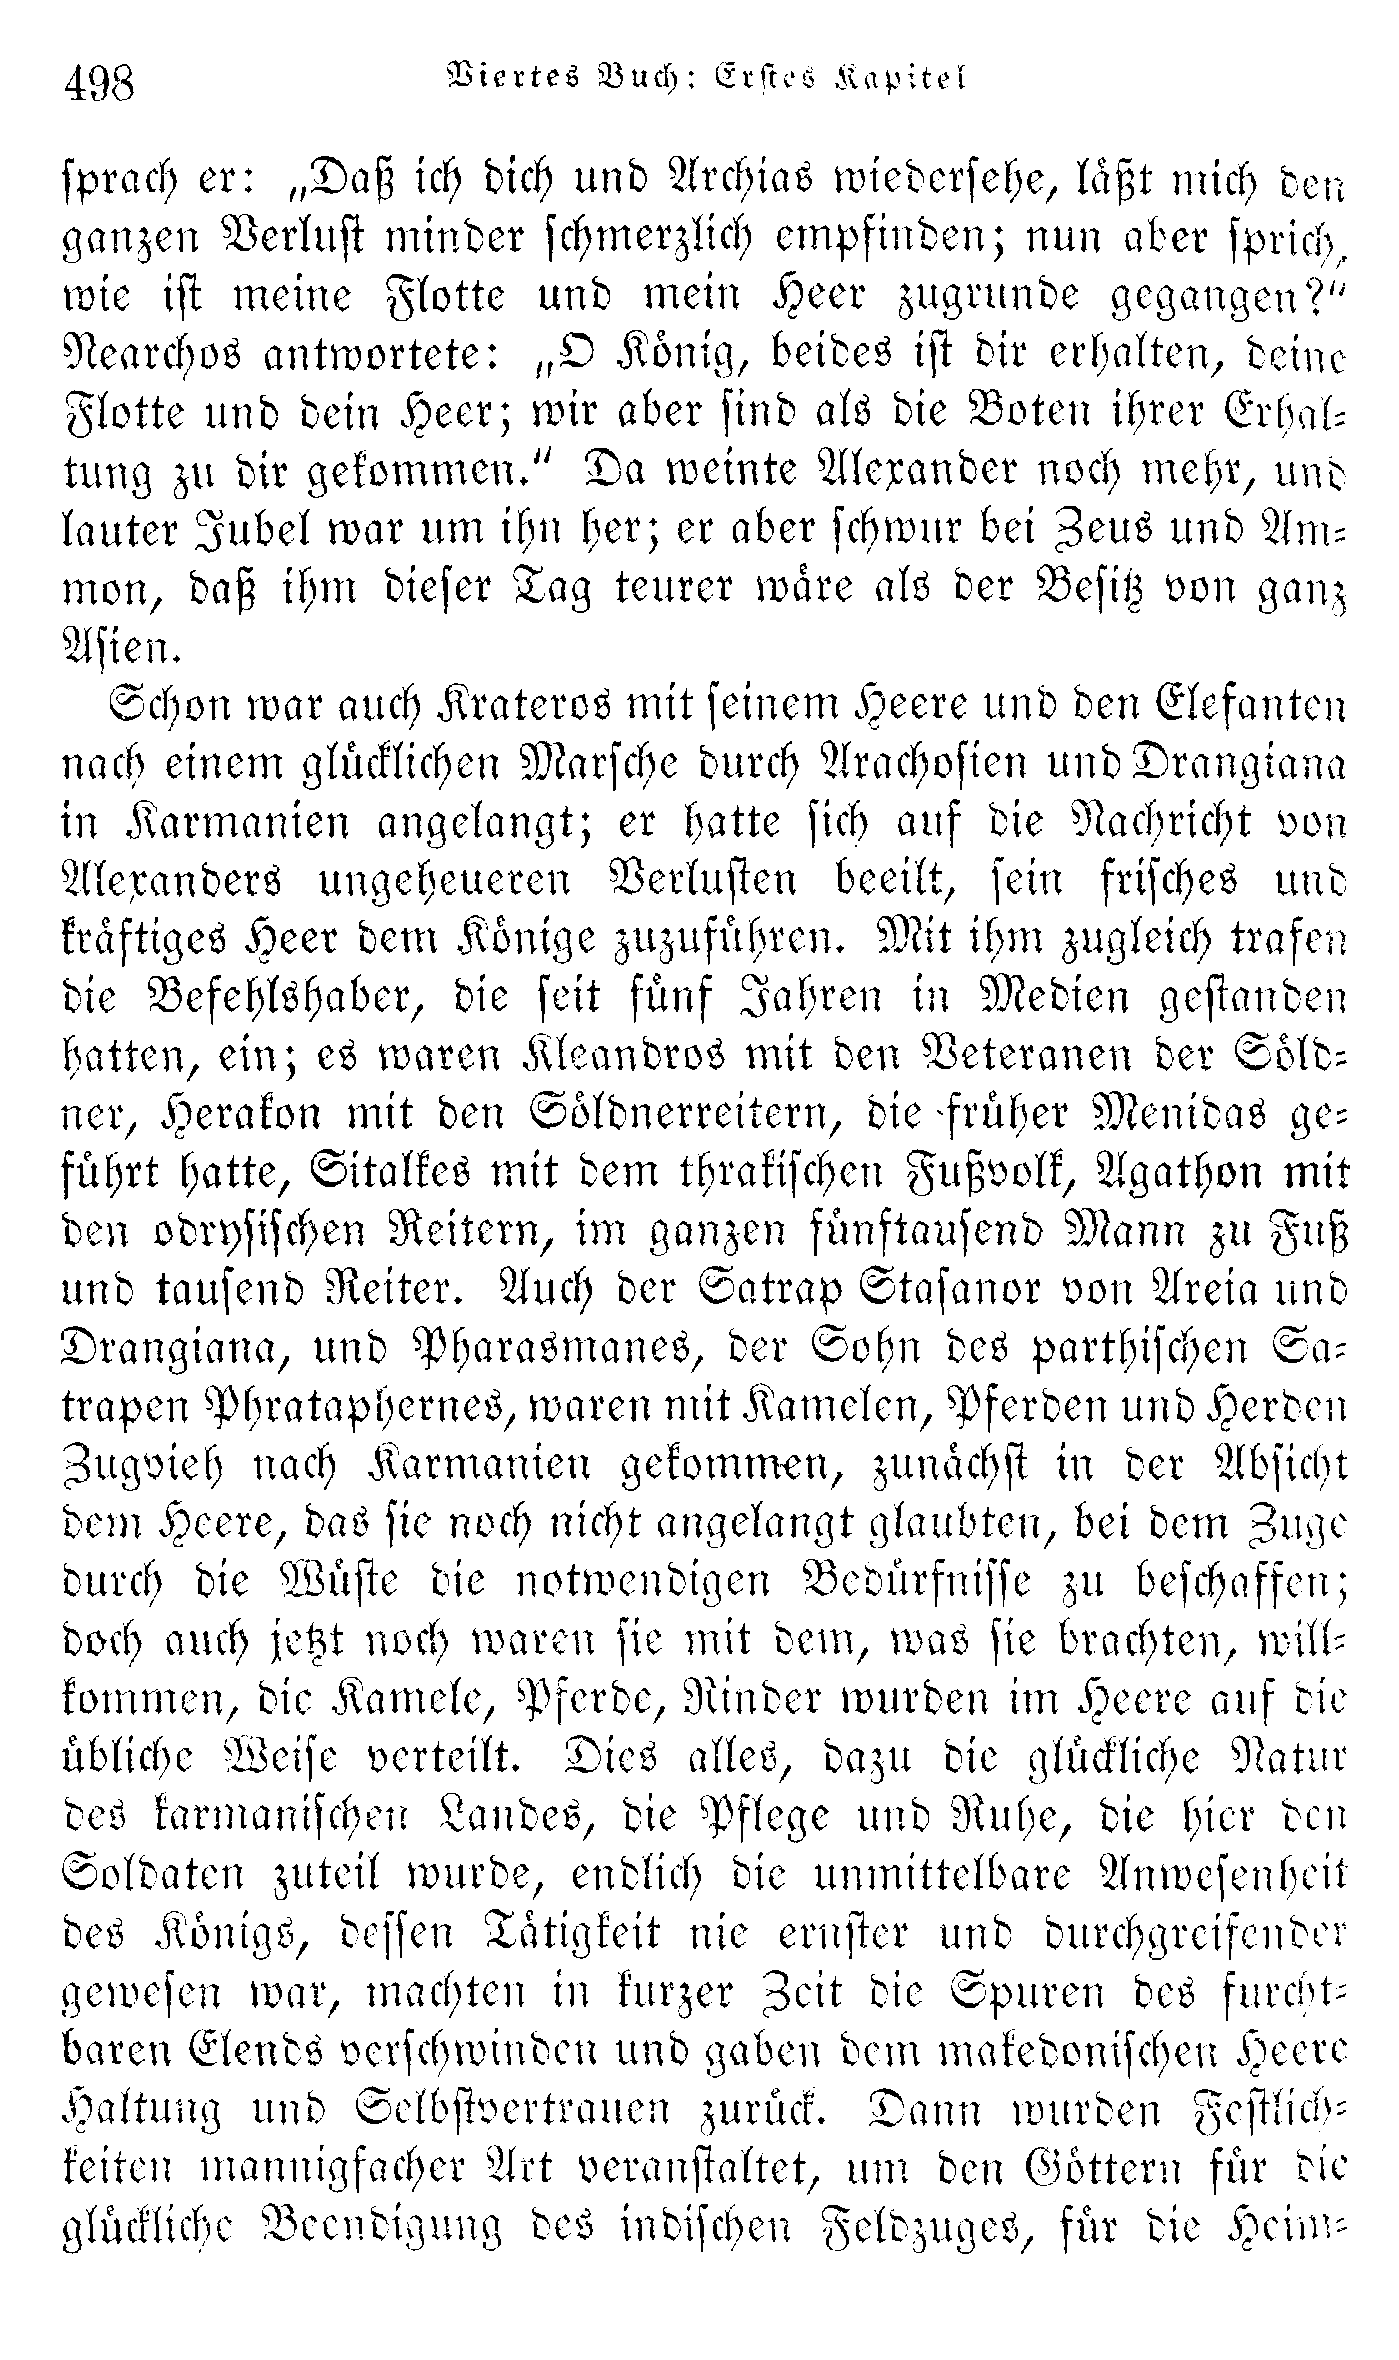 498
Viertes Buch: Erstes Kapitel
sprach er: „Daß ich dich und Archias wiedersehe, läßt mich den
ganzen Verlust minder schmerzlich empfinden; nun aber sprich,
wie ist meine Flotte und mein Heer zugrunde gegangen?“
Nearchos antwortete: „O König, beides ist dir erhalten, deine
Flotte und dein Heer; wir aber sind als die Boten ihrer Erhal-
tung zu dir gekommen.“ Da weinte Alexander noch mehr, und
lauter Jubel war um ihn her; er aber schwur bei Zeus und Am-
mon, daß ihm dieser Tag teurer wäre als der Besitz von ganz
Asien.
Schon war auch Krateros mit seinem Heere und den Elefanten
nach einem glücklichen Marsche durch Arachosien und Drangiana
in Karmanien angelangt; er hatte sich auf die Nachricht von
Alexanders ungeheueren Verlusten beeilt, sein frisches und
kräftiges Heer dem Könige zuzuführen. Mit ihm zugleich trafen
die Befehlshaber, die seit fünf Jahren in Medien gestanden
hatten, ein; es waren Kleandros mit den Veteranen der Söld-
ner, Herakon mit den Söldnerreitern, die früher Menidas ge-
führt hatte, Sitalkes mit dem thrakischen Fußvolk, Agathon mit
den odrysischen Reitern, im ganzen fünftausend Mann zu Fuß
und tausend Reiter. Auch der Satrap Stasanor von Areia und
Drangiana, und Pharasmanes, der Sohn des parthischen Sa-
trapen Phrataphernes, waren mit Kamelen, Pferden und Herden
Zugvieh nach Karmanien gekommen, zunächst in der Absicht
dem Heere, das sie noch nicht angelangt glaubten, bei dem Zuge
durch die Wüste die notwendigen Bedürfnisse zu beschaffen;
doch auch jetzt noch waren sie mit dem, was sie brachten, will-
kommen, die Kamele, Pferde, Rinder wurden im Heere auf die
übliche Weise verteilt. Dies alles, dazu die glückliche Natur
des karmanischen Landes, die Pflege und Ruhe, die hier den
Soldaten zuteil wurde, endlich die unmittelbare Anwesenheit
des Königs, dessen Tätigkeit nie ernster und durchgreifender
gewesen war, machten in kurzer Zeit die Spuren des furcht-
baren Elends verschwinden und gaben dem makedonischen Heere
Haltung und Selbstvertrauen zurück. Dann wurden Festlich-
keiten mannigfacher Art veranstaltet, um den Göttern für die
glückliche Beendigung des indischen Feldzuges, für die Heim-